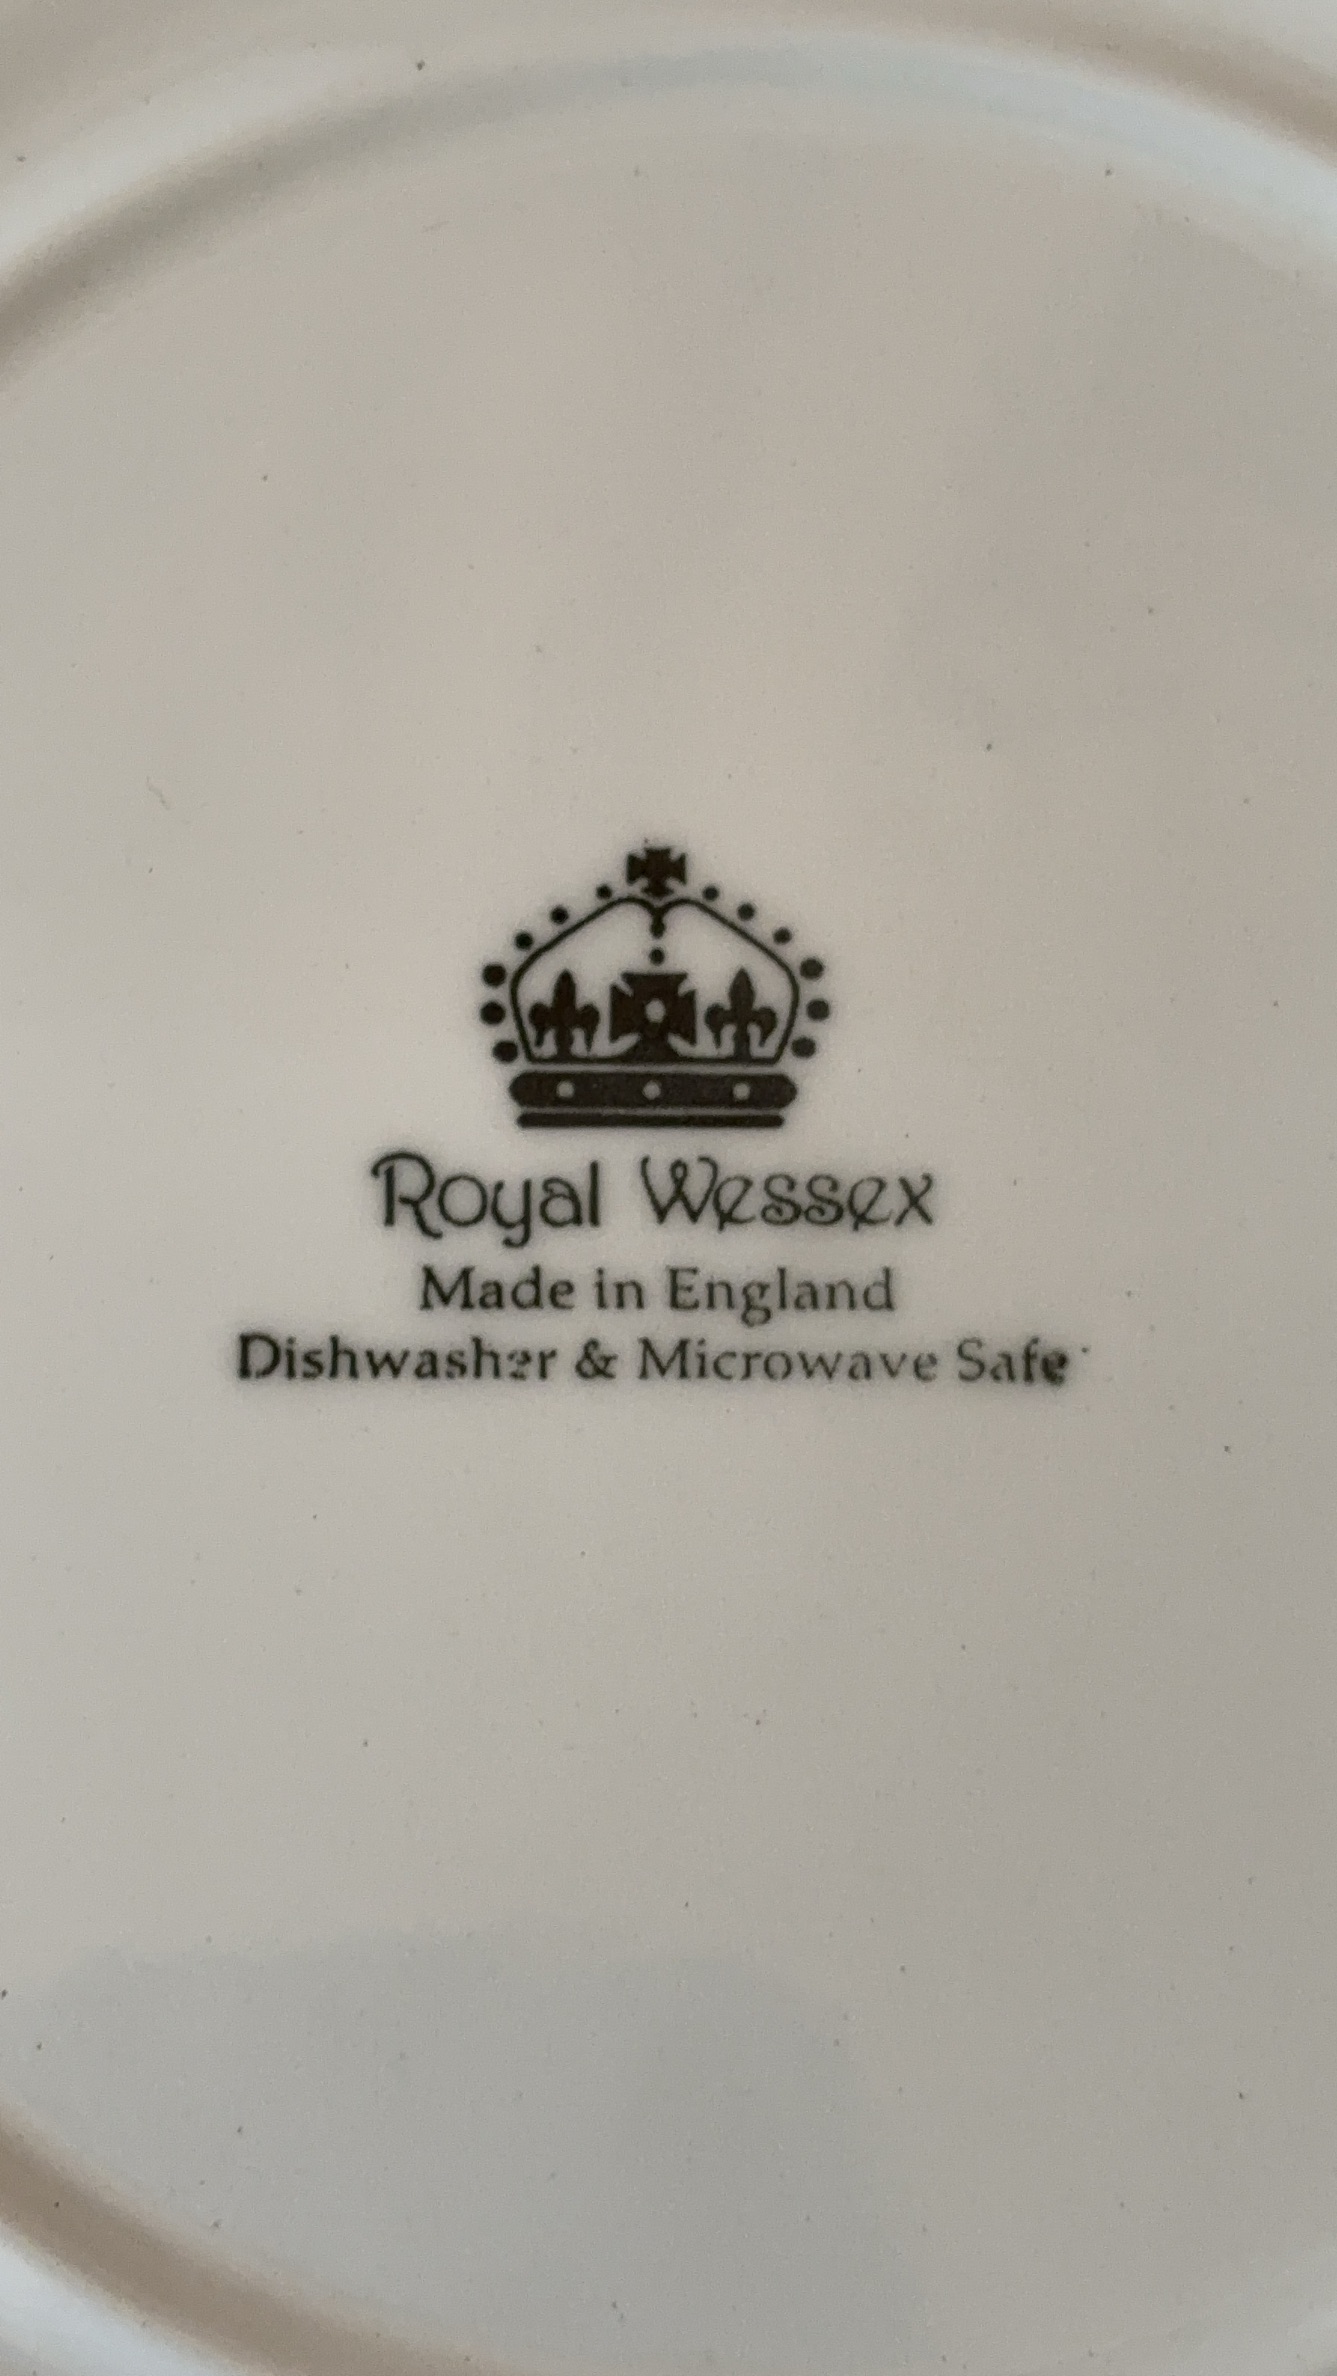 Royal Wessex
Made in England
Dishwasher & Microwave Safe